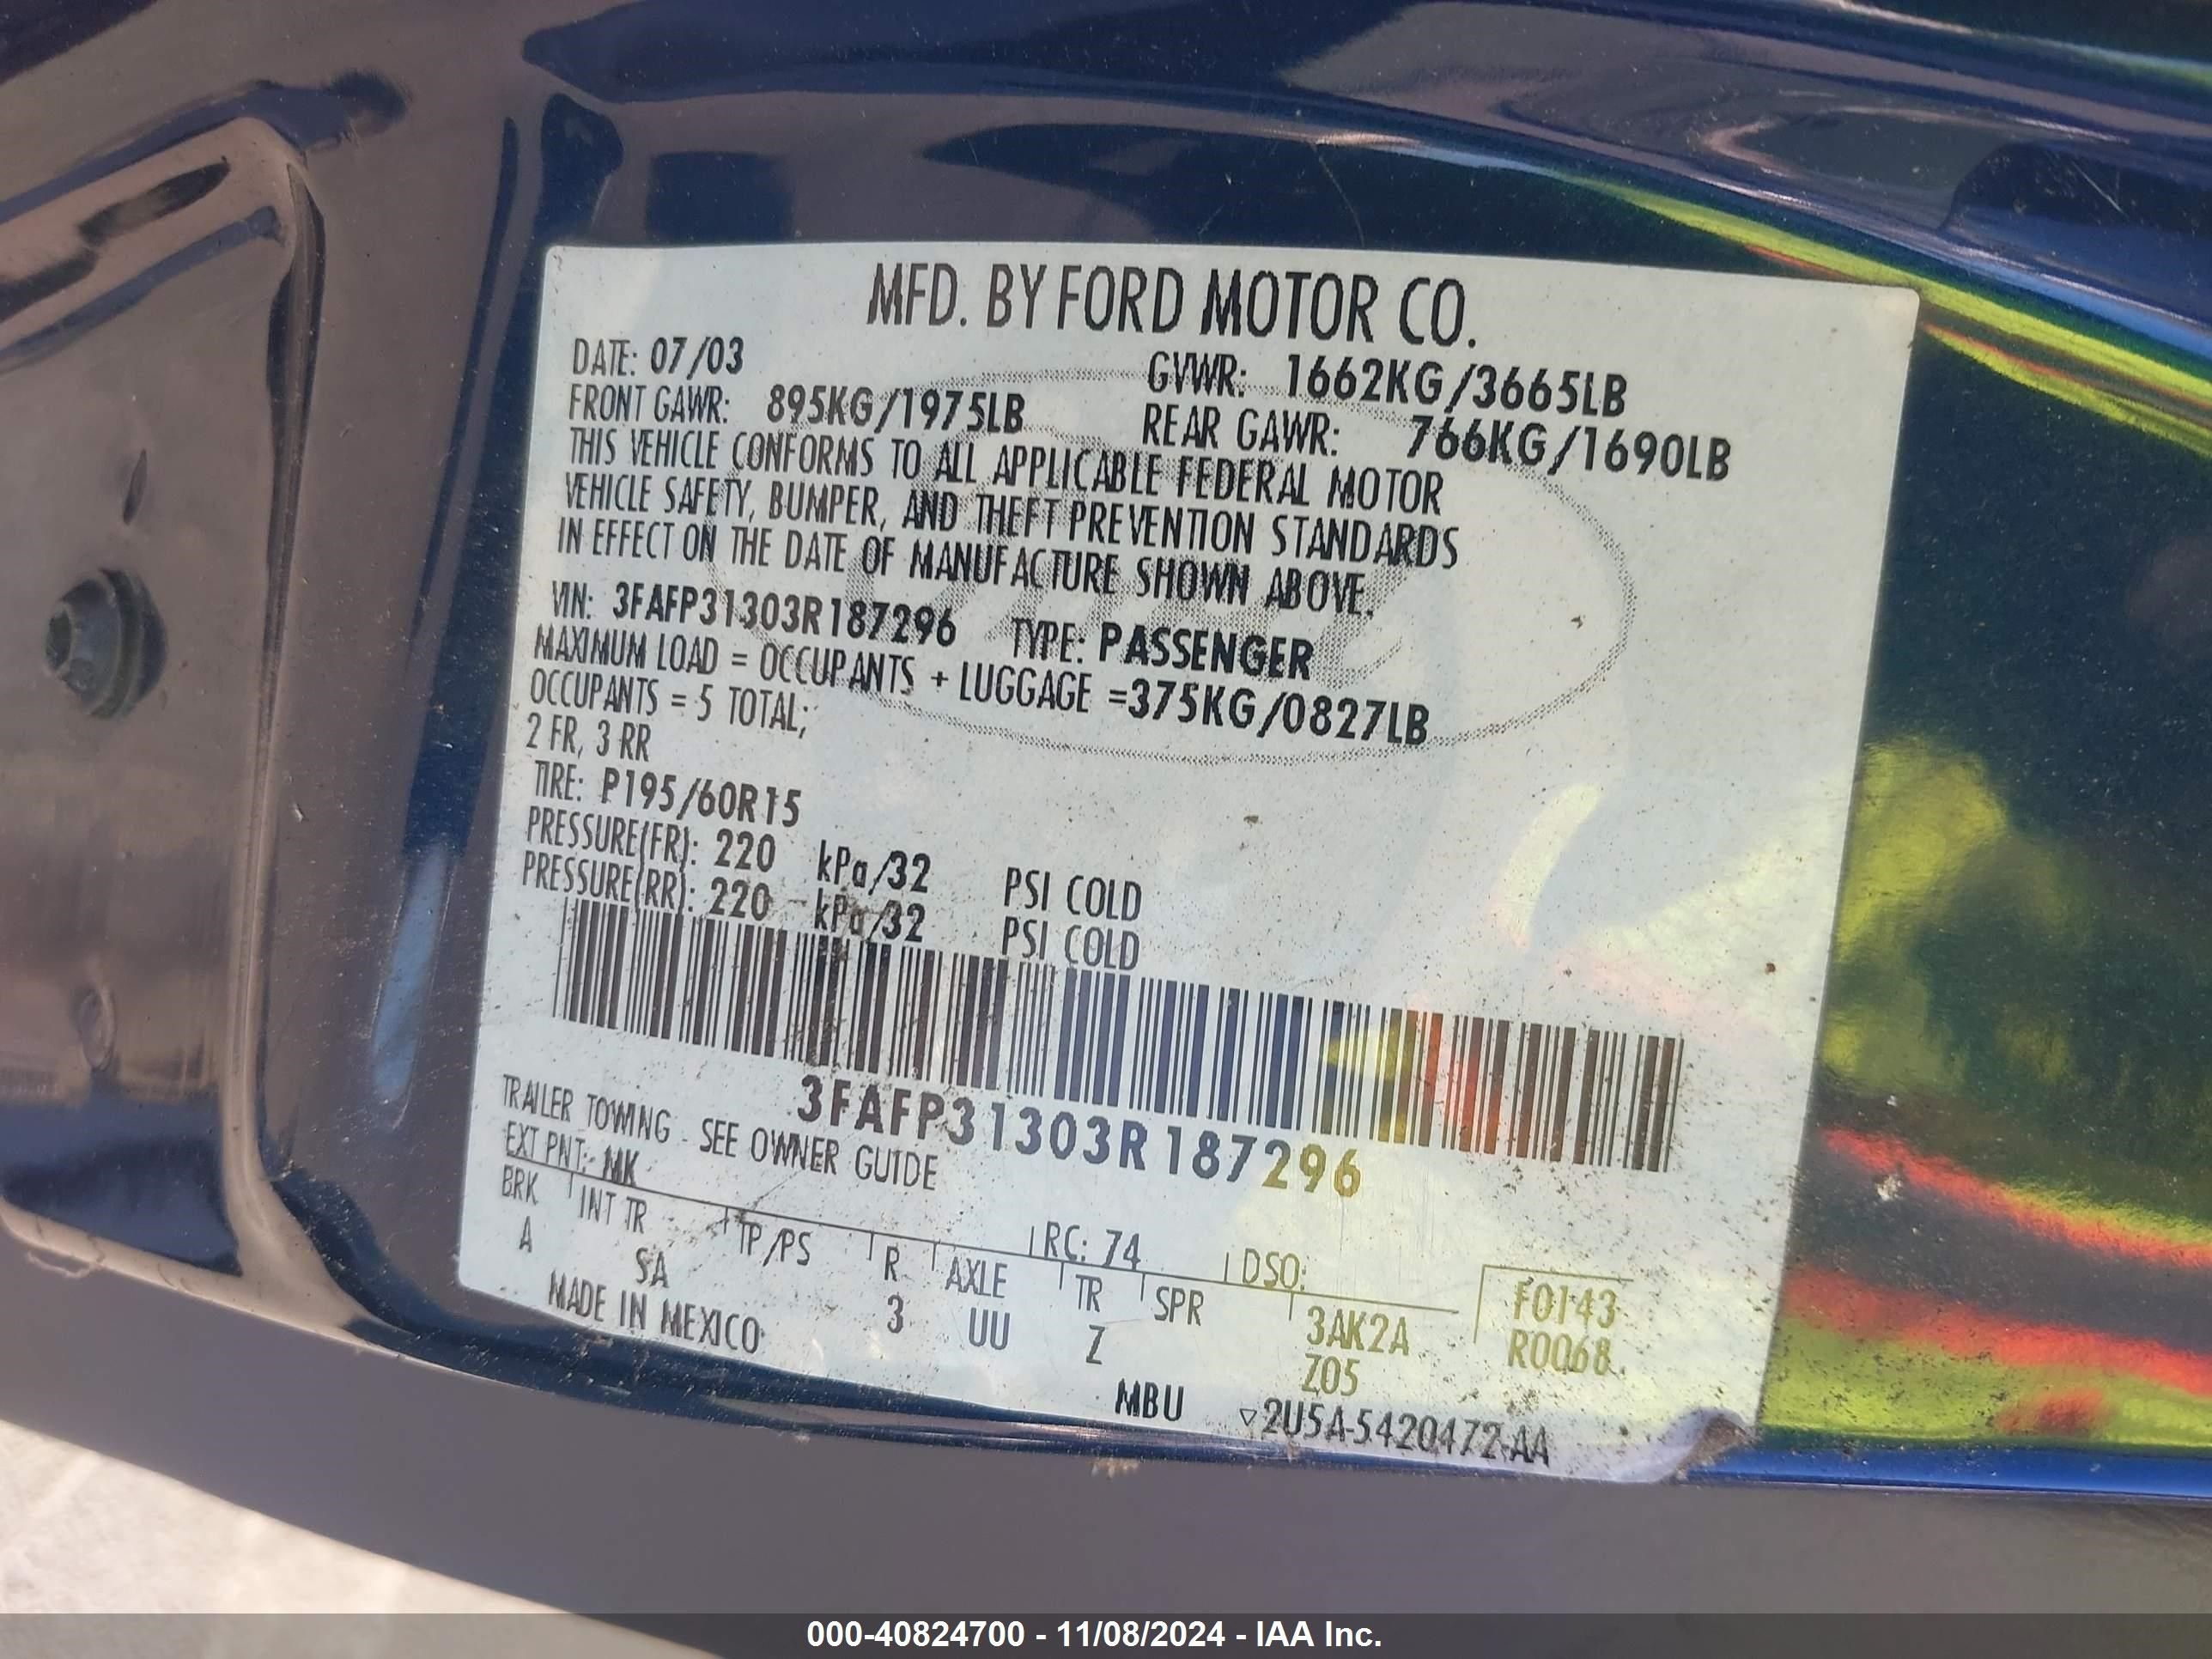 MFD. BY FORD MOTOR CO.
DATE: 07/03 GVWR: 1662KG/3665LB
FRONT GAWR: 895KG/1975LB REAR GAWR: 766KG/1690LB
THIS VEHICLE CONFORMS TO ALL APPLICABLE FEDERAL MOTOR
VEHICLE SAFETY, BUMPER, AND THEFT PREVENTION STANDARDS
IN EFFECT ON THE DATE OF MANUFACTURE SHOWN ABOVE.
VIN: 3FAFP31303R187296 TYPE: PASSENGER
MAXIMUM LOAD = OCCUPANTS + LUGGAGE =375KG/0827LB
OCCUPANTS = 5 TOTAL;
2 FR, 3 RR
TIRE: P195/60R15
PRESSURE(FR): 220 kPa/32 PSI COLD
PRESSURE(RR): 220 kPa/32 PSI COLD
3FAFP31303R187296
TRAILER TOWING - SEE OWNER GUIDE
EXT PNT: MK RC: 74 DSO:
BRK INT TR TP/PS R AXLE TR SPR F0143
A SA 3 UU Z 3AK2A R0068
MADE IN MEXICO Z05
MBU ▽2U5A-5420472-AA
000-40824700 - 11/08/2024 - IAA Inc.